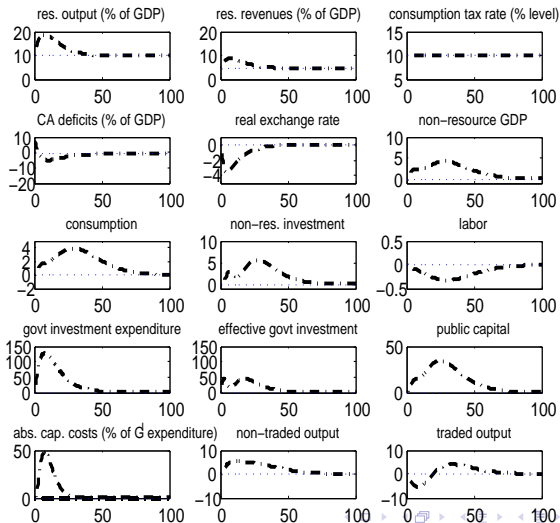 res. output (% of GDP) res. revenues (% of GDP) consumption tax rate (% level)
20
15
10
5
0 50 100
20
10
0
0 50 100
15
10
5
0 50 100
CA deficits (% of GDP) real exchange rate non−resource GDP
10
0
−10
−20
0 50 100
0
−2
−4
0 50 100
10
5
0
0 50 100
consumption non−res. investment labor
4
2
0
−2
0 50 100
10
5
0
0 50 100
0.5
0
−0.5
0 50 100
govt investment expenditure effective govt investment public capital
150
100
50
0
0 50 100
150
100
50
0
0 50 100
50
0
0 50 100
abs. cap. costs (% of GI expenditure) non−traded output traded output
50
0
0 50 100
10
0
−10
0 50 100
10
0
−10
0 50 100